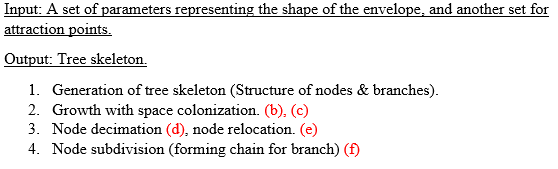 Input: A set of parameters representing the shape of the envelope, and another set for
attraction points.
Output: Tree skeleton.
1. Generation of tree skeleton (Structure of nodes & branches).
2. Growth with space colonization. (b), (c)
3. Node decimation (d), node relocation. (e)
4. Node subdivision (forming chain for branch) (f)